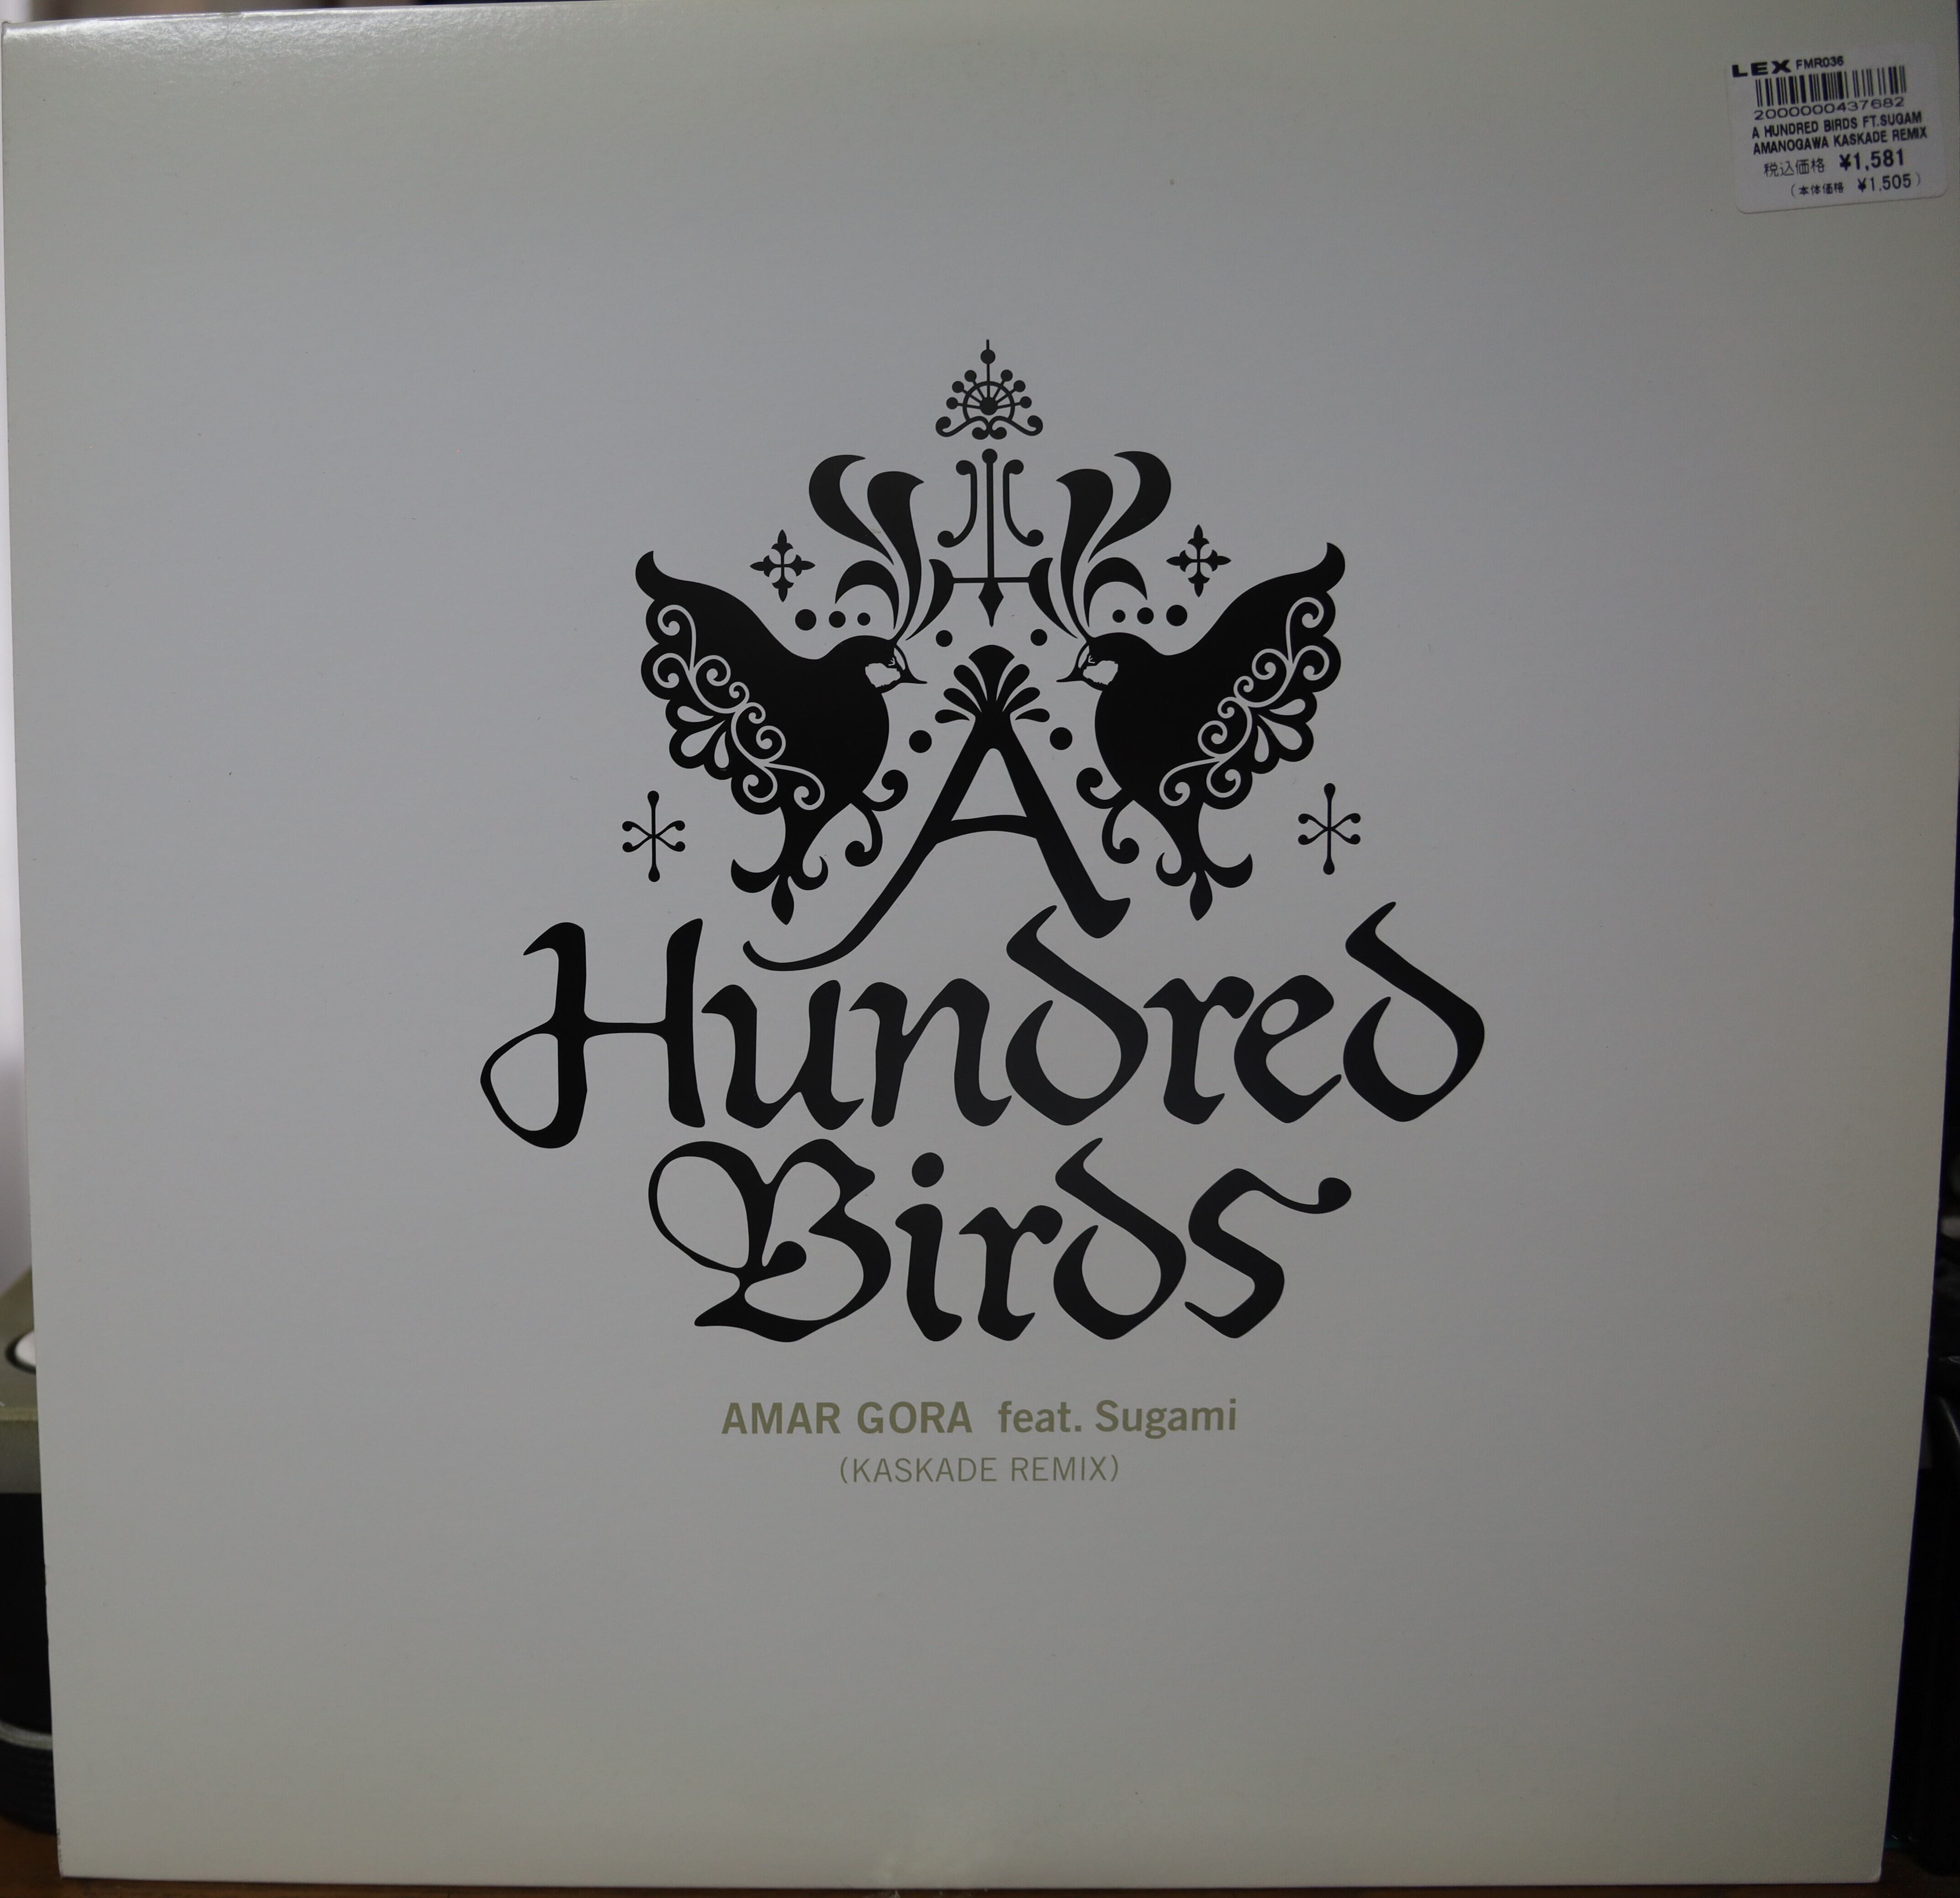 LEX FMR036
2000000437682
A HUNDRED BIRDS FT.SUGAM
AMANOGAWA KASKADE REMIX
税込価格 ¥1,581
(本体価格 ¥1,505)
A
Hundred
Birds
AMAR GORA feat. Sugami
(KASKADE REMIX)